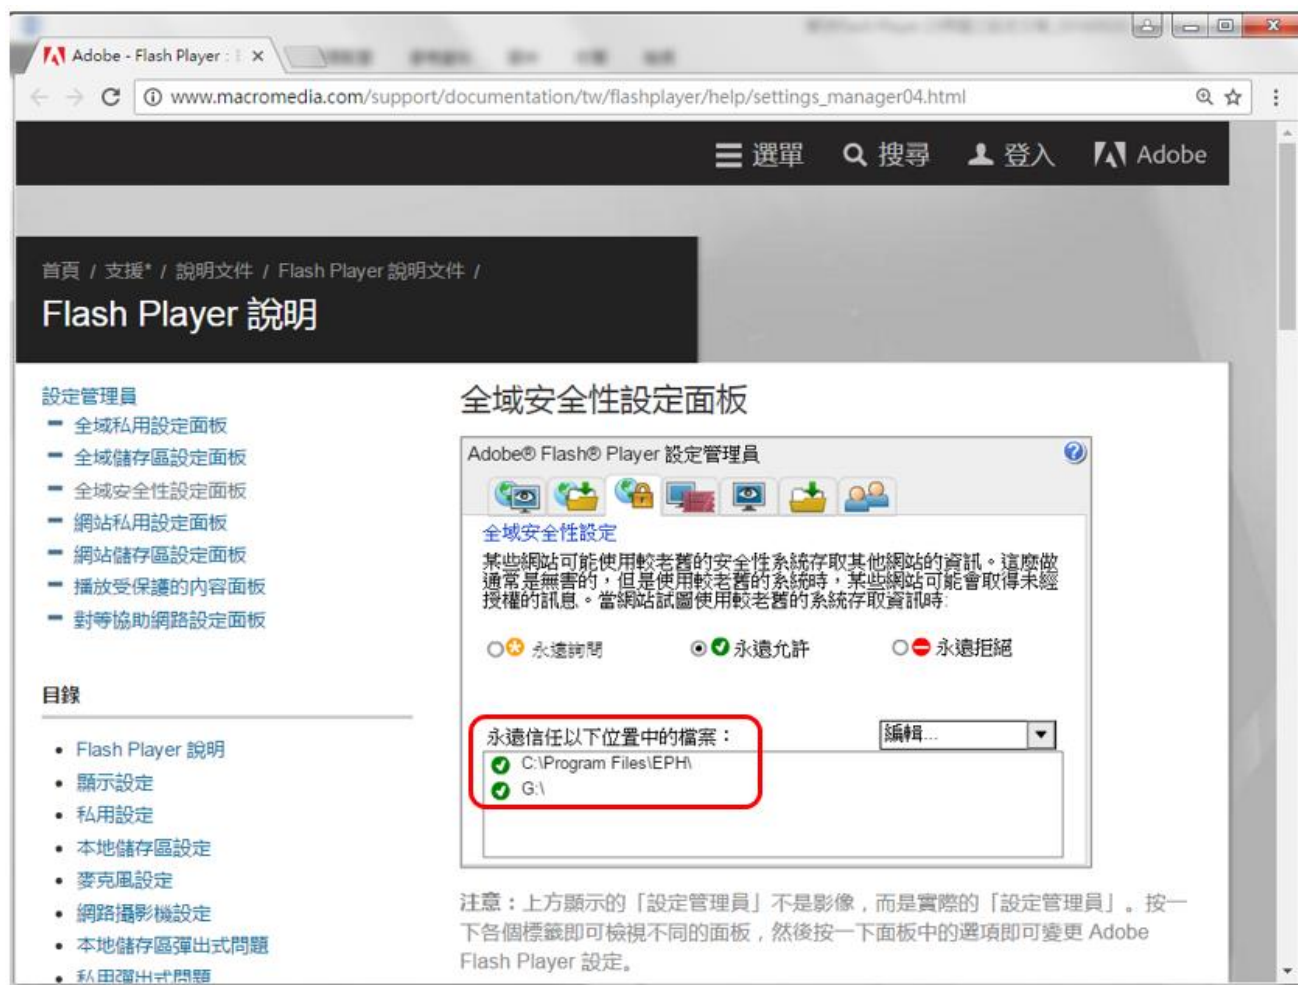 Adobe - Flash Player :
www.macromedia.com/support/documentation/tw/flashplayer/help/settings_manager04.html
選單 搜尋 登入 Adobe
首頁 / 支援* / 說明文件 / Flash Player 說明文件 /
Flash Player 說明
設定管理員
全域私用設定面板
全域儲存區設定面板
全域安全性設定面板
網站私用設定面板
網站儲存區設定面板
播放受保護的內容面板
對等協助網路設定面板
目錄
Flash Player 說明
顯示設定
私用設定
本地儲存區設定
麥克風設定
網路攝影機設定
本地儲存區彈出式問題
私用彈出式問題
全域安全性設定面板
Adobe® Flash® Player 設定管理員
全域安全性設定
某些網站可能使用較老舊的安全性系統存取其他網站的資訊。這麼做
通常是無害的，但是使用較老舊的系統時，某些網站可能會取得未經
授權的訊息。當網站試圖使用較老舊的系統存取資訊時:
永遠詢問 永遠允許 永遠拒絕
永遠信任以下位置中的檔案： 編輯...
C:\Program Files\EPH\
G:\
注意：上方顯示的「設定管理員」不是影像，而是實際的「設定管理員」。按一
下各個標籤即可檢視不同的面板，然後按一下面板中的選項即可變更 Adobe
Flash Player 設定。